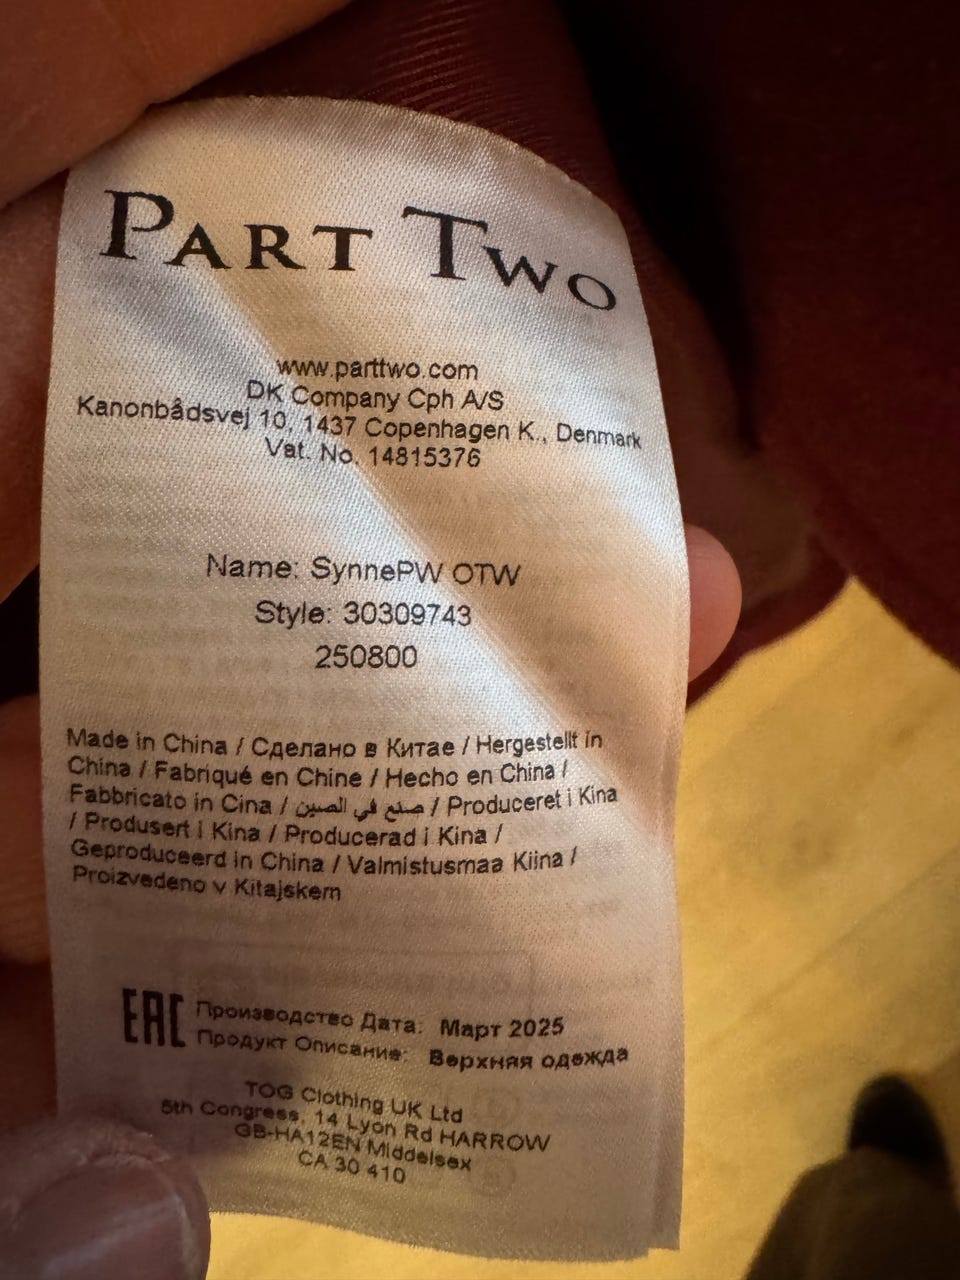 PART TWO
www.parttwo.com
DK Company Cph A/S
Kanonbådsvej 10, 1437 Copenhagen K., Denmark
Vat. No. 14815376
Name: SynnePW OTW
Style: 30309743
250800
Made in China / Сделано в Китае / Hergestellt in
China / Fabriqué en Chine / Hecho en China /
Fabbricato in Cina / صنع في الصين / Produceret i Kina
/ Produsert i Kina / Producerad i Kina /
Geproduceerd in China / Valmistusmaa Kiina /
Proizvedeno v Kitajskem
EAC
Производство Дата: Март 2025
Продукт Описание: Верхняя одежда
TOG Clothing UK Ltd
5th Congress, 14 Lyon Rd HARROW
GB-HA12EN Middelsex
CA 30 410